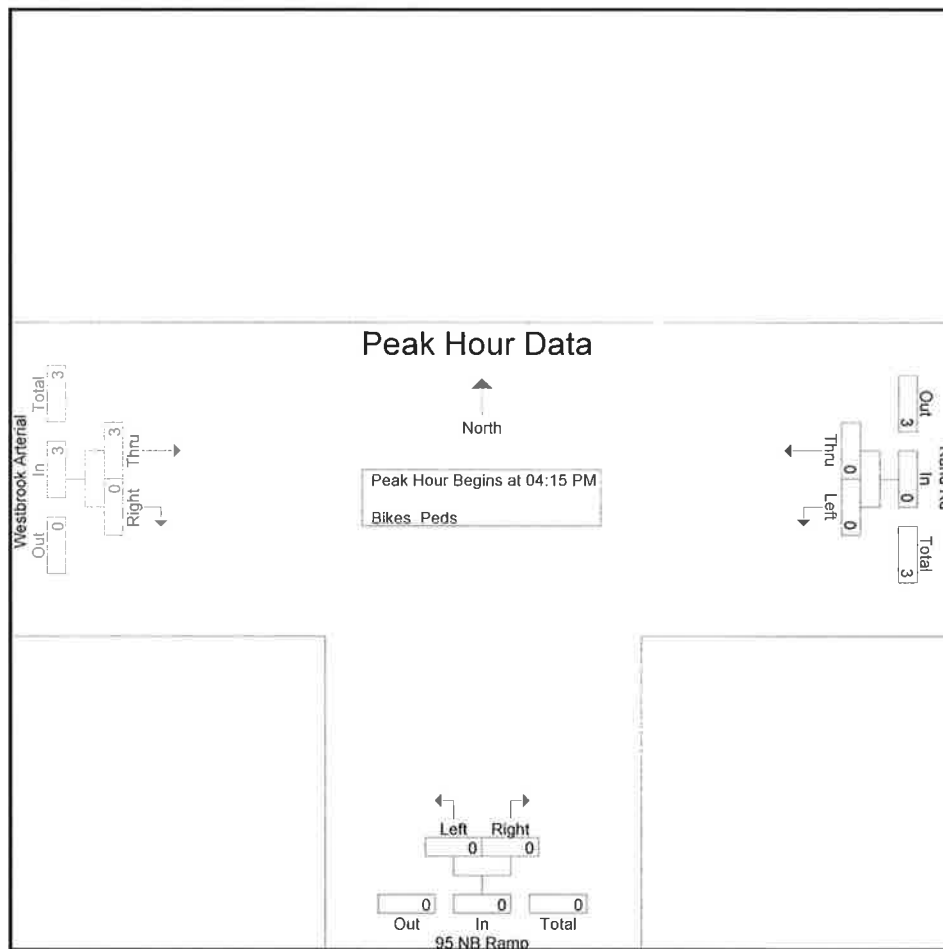 Peak Hour Data
North
Peak Hour Begins at 04:15 PM
Bikes Peds
Westbrook Arterial
Total 3
In 3
Out 0
Thru 3
Right 0
Thru 0
Left 0
Out 3
In 0
Total 3
Left Right
0 0
0 0 0
Out In Total
95 NB Ramp